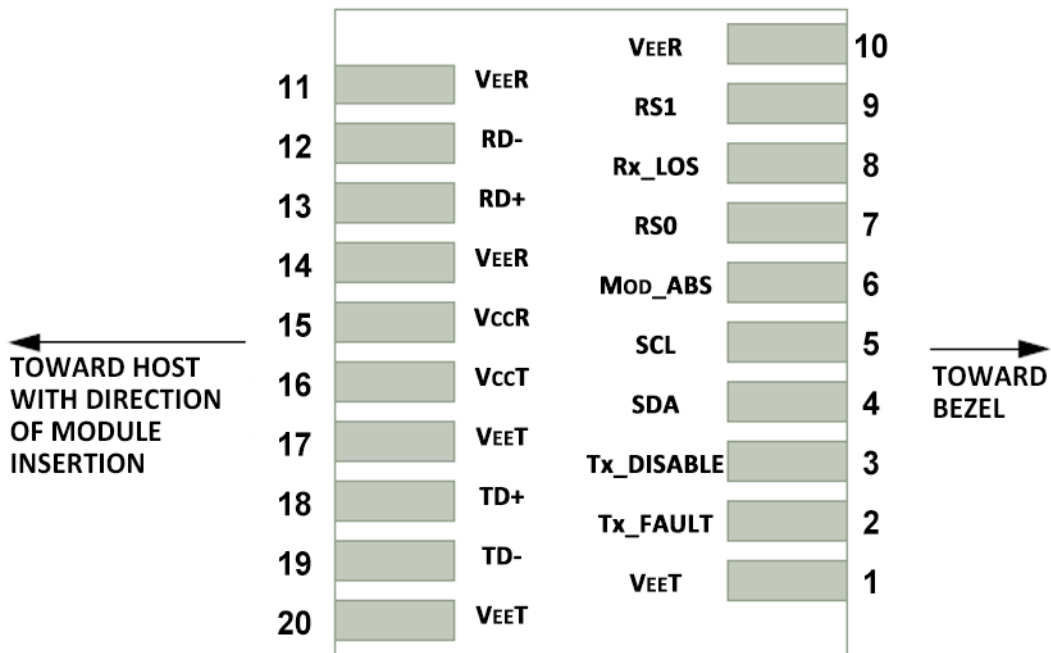 VEER 10
11 VEER
RS1 9
12 RD-
Rx_LOS 8
13 RD+
RS0 7
14 VEER
MOD_ABS 6
15 VCCR
SCL 5
16 VCCT
SDA 4
17 VEET
Tx_DISABLE 3
18 TD+
Tx_FAULT 2
19 TD-
VEET 1
20 VEET
TOWARD HOST
WITH DIRECTION
OF MODULE
INSERTION
TOWARD
BEZEL